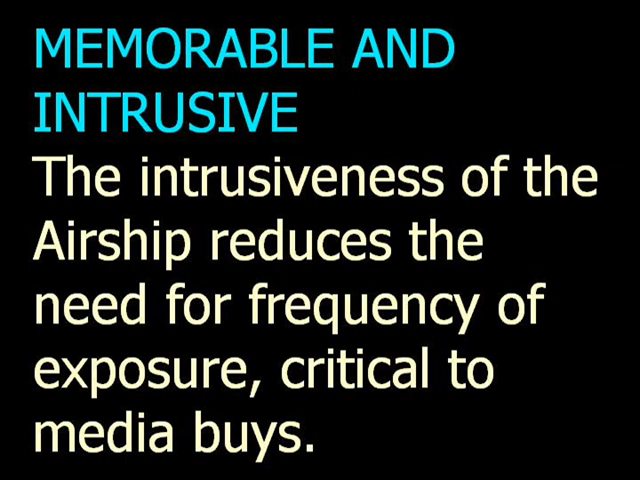 MEMORABLE AND
INTRUSIVE
The intrusiveness of the
Airship reduces the
need for frequency of
exposure, critical to
media buys.